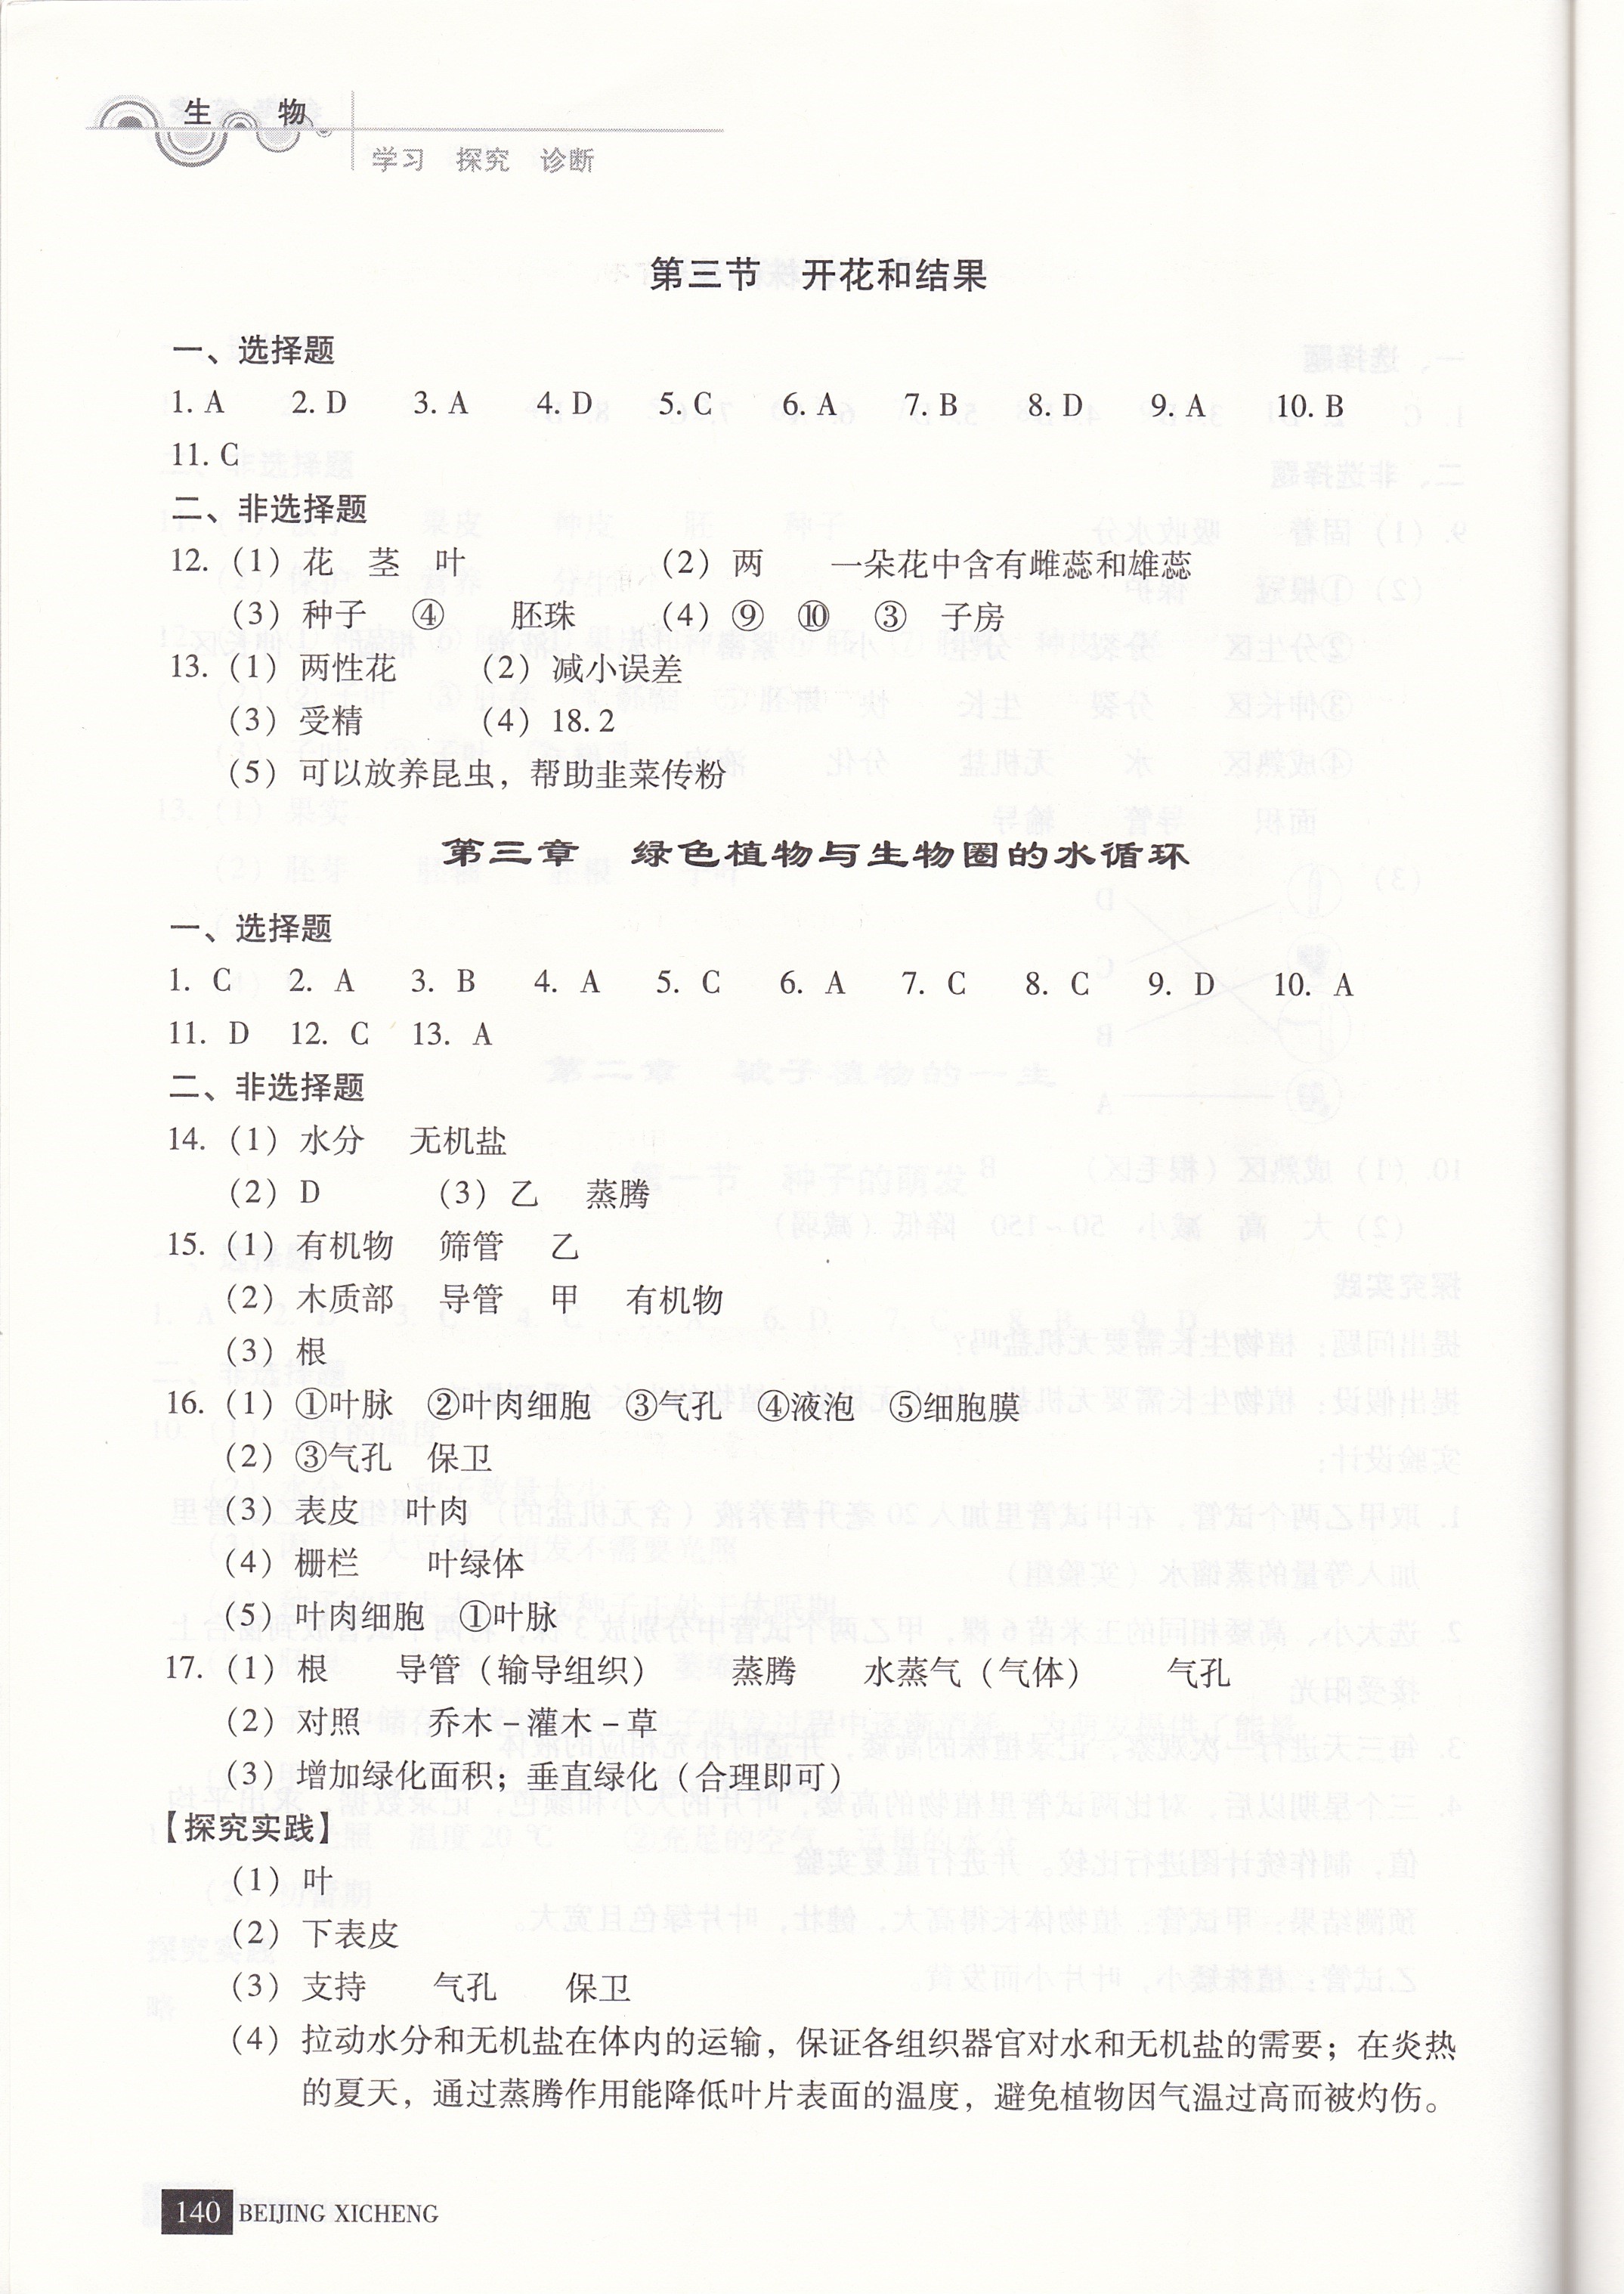 生 物
学习 探究 诊断
第三节 开花和结果
一、选择题
1. A 2. D 3. A 4. D 5. C 6. A 7. B 8. D 9. A 10. B
11. C
二、非选择题
12.（1）花 茎 叶 （2）两 一朵花中含有雌蕊和雄蕊
（3）种子 ④ 胚珠 （4）⑨ ⑩ ③ 子房
13.（1）两性花 （2）减小误差
（3）受精 （4）18.2
（5）可以放养昆虫，帮助韭菜传粉
第三章 绿色植物与生物圈的水循环
一、选择题
1. C 2. A 3. B 4. A 5. C 6. A 7. C 8. C 9. D 10. A
11. D 12. C 13. A
二、非选择题
14.（1）水分 无机盐
（2）D （3）乙 蒸腾
15.（1）有机物 筛管 乙
（2）木质部 导管 甲 有机物
（3）根
16.（1）①叶脉 ②叶肉细胞 ③气孔 ④液泡 ⑤细胞膜
（2）③气孔 保卫
（3）表皮 叶肉
（4）栅栏 叶绿体
（5）叶肉细胞 ①叶脉
17.（1）根 导管（输导组织） 蒸腾 水蒸气（气体） 气孔
（2）对照 乔木–灌木–草
（3）增加绿化面积；垂直绿化（合理即可）
【探究实践】
（1）叶
（2）下表皮
（3）支持 气孔 保卫
（4）拉动水分和无机盐在体内的运输，保证各组织器官对水和无机盐的需要；在炎热
的夏天，通过蒸腾作用能降低叶片表面的温度，避免植物因气温过高而被灼伤。
140 BEIJING XICHENG